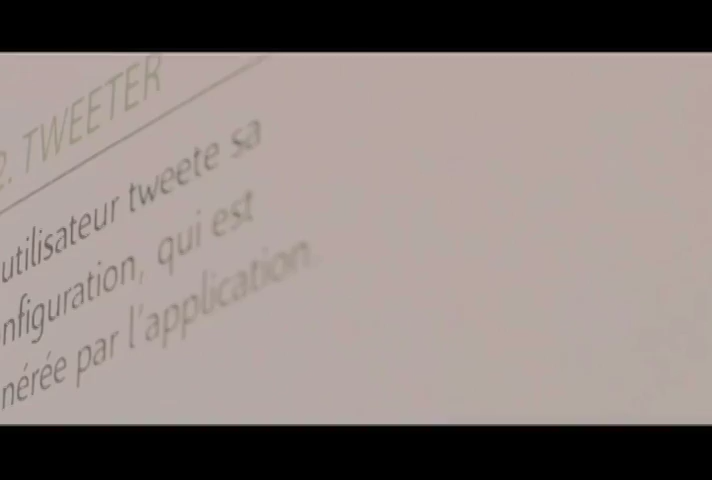 2. TWEETER
utilisateur tweete sa
nfiguration, qui est
nérée par l'application.